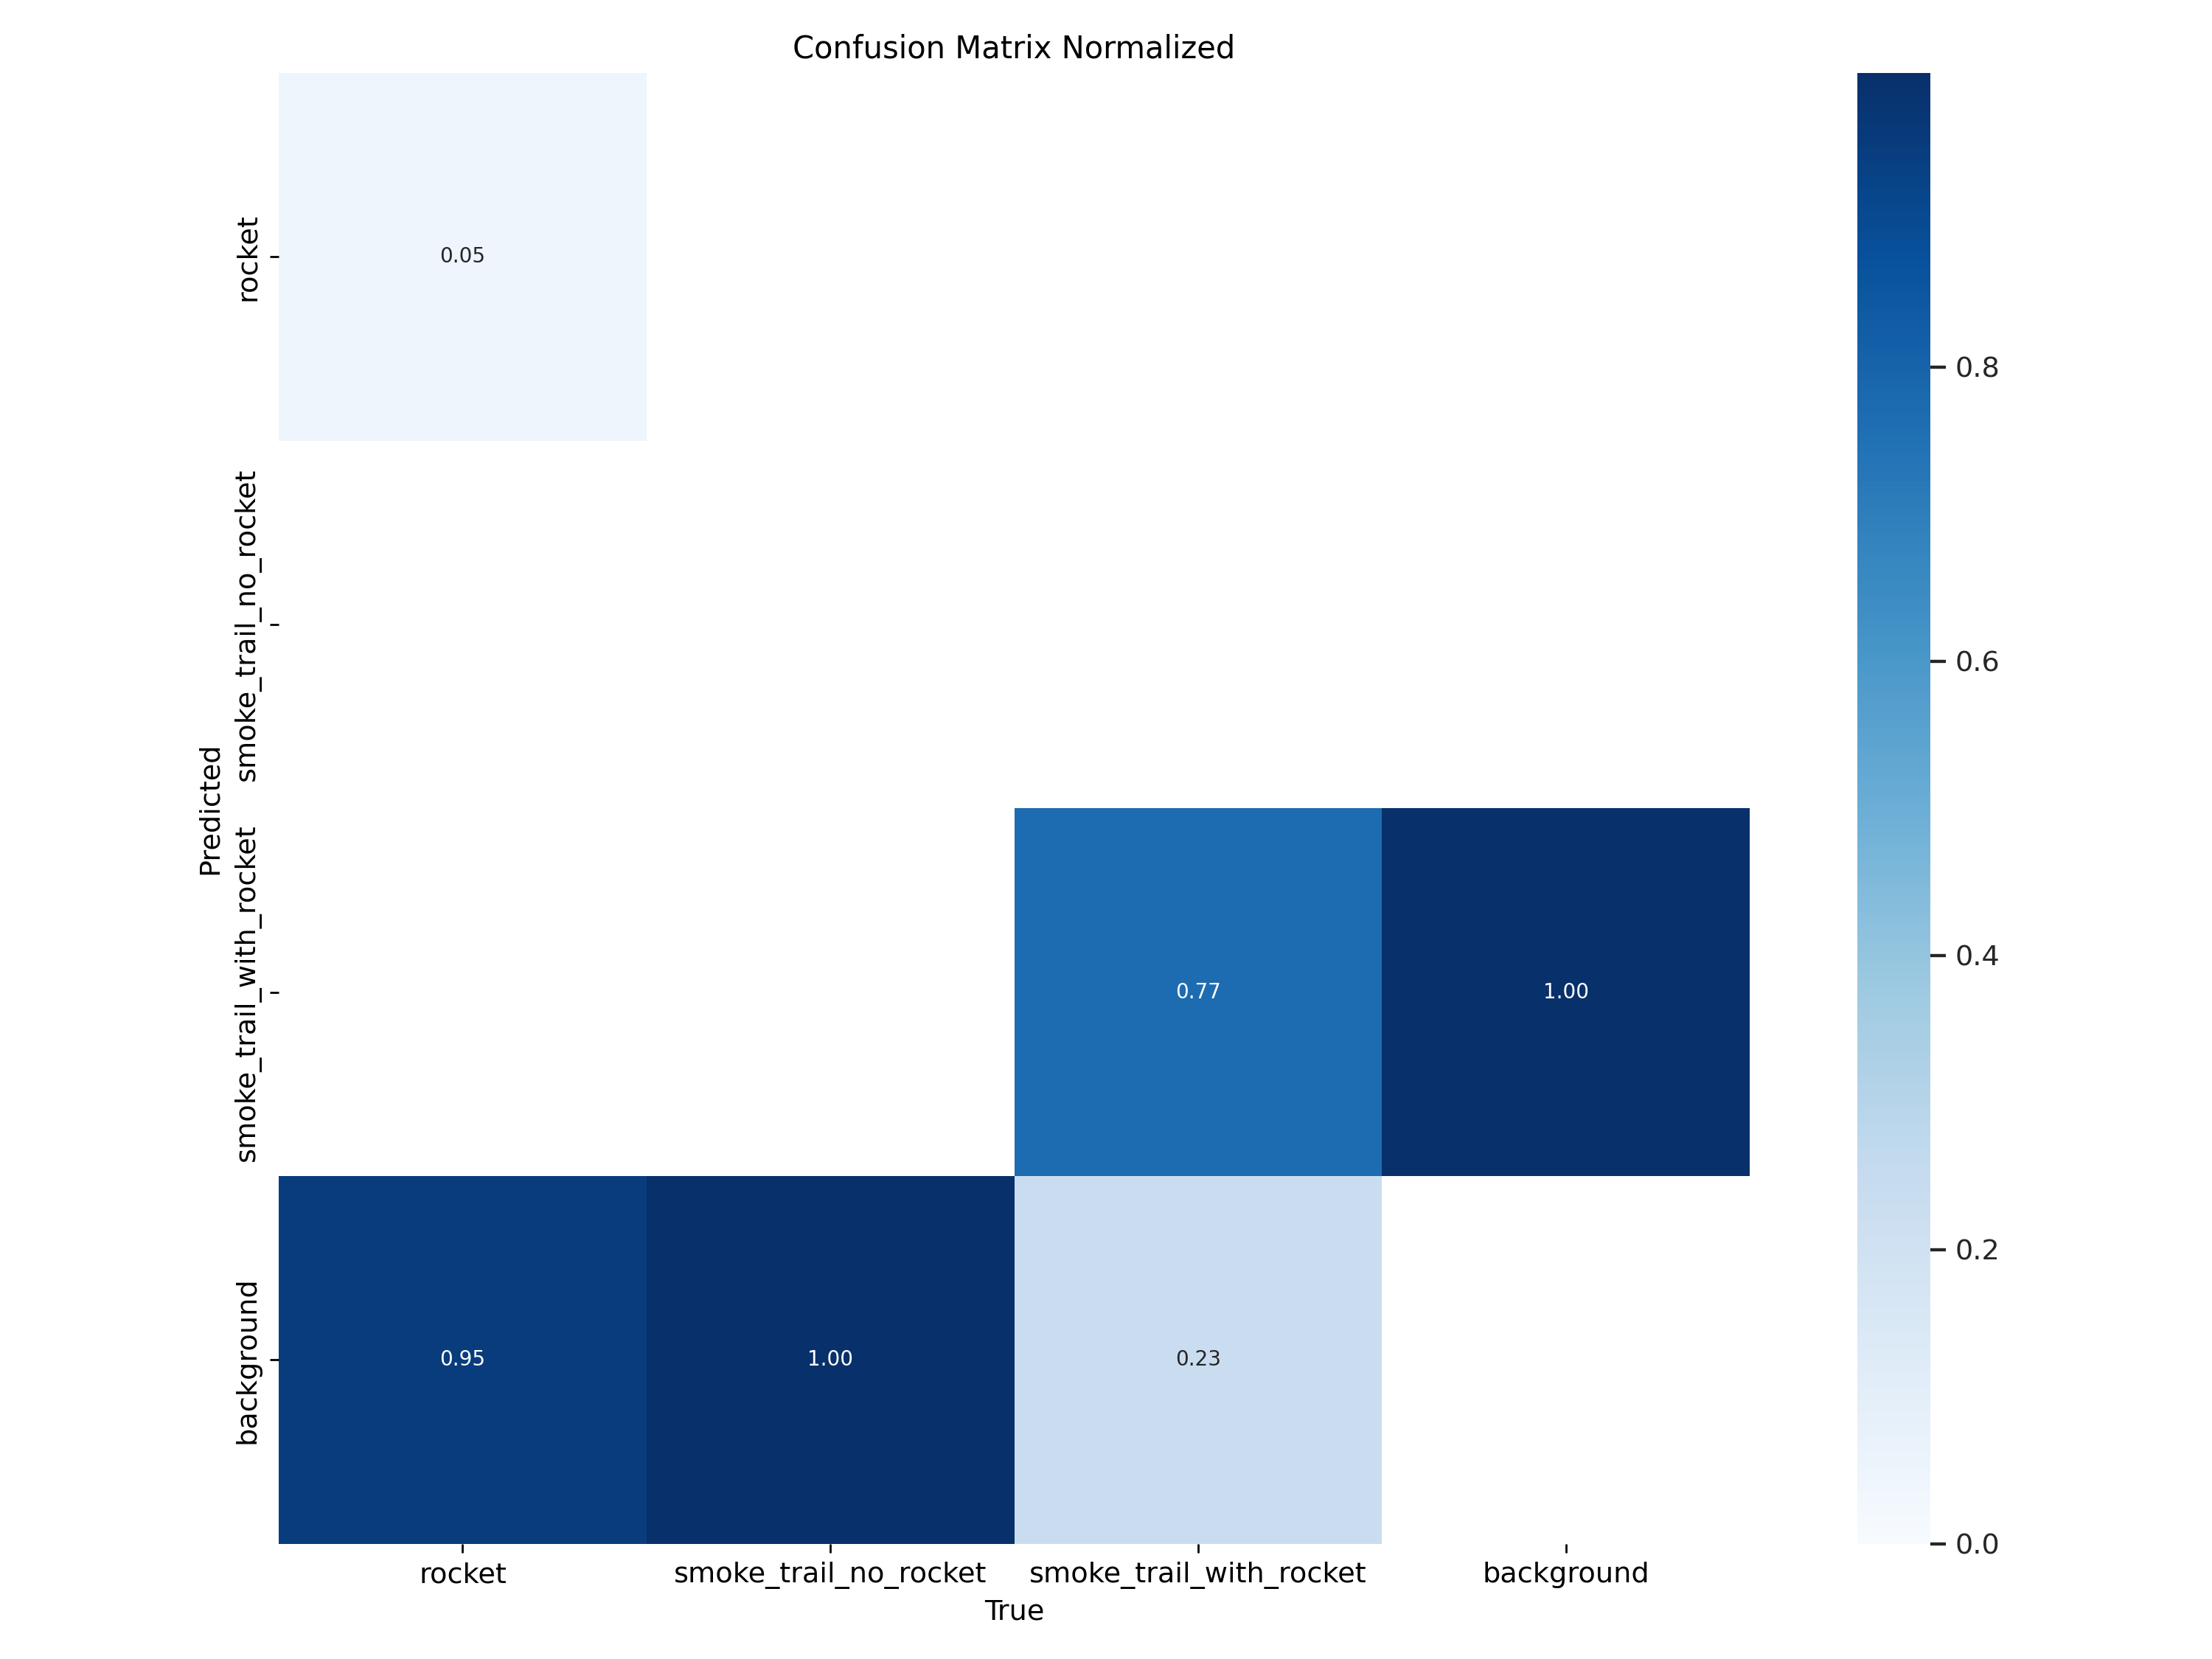 Confusion Matrix Normalized
rocket
0.05
smoke_trail_no_rocket
smoke_trail_with_rocket
0.77
1.00
background
0.95
1.00
0.23
Predicted
rocket
smoke_trail_no_rocket
smoke_trail_with_rocket
background
True
0.8
0.6
0.4
0.2
0.0